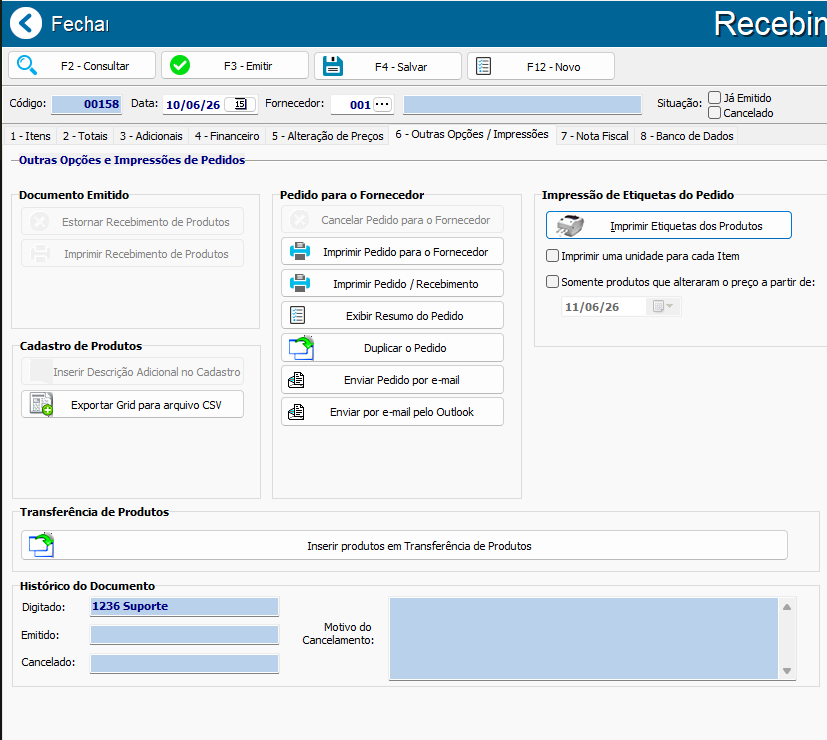 Fechar
Recebim
F2 - Consultar
F3 - Emitir
F4 - Salvar
F12 - Novo
Código: 00158 Data: 10/06/26 15 Fornecedor: 001 ... Situação: Já Emitido
Cancelado
1 - Itens 2 - Totais 3 - Adicionais 4 - Financeiro 5 - Alteração de Preços 6 - Outras Opções / Impressões 7 - Nota Fiscal 8 - Banco de Dados
Outras Opções e Impressões de Pedidos
Documento Emitido
Estornar Recebimento de Produtos
Imprimir Recebimento de Produtos
Cadastro de Produtos
Inserir Descrição Adicional no Cadastro
Exportar Grid para arquivo CSV
Pedido para o Fornecedor
Cancelar Pedido para o Fornecedor
Imprimir Pedido para o Fornecedor
Imprimir Pedido / Recebimento
Exibir Resumo do Pedido
Duplicar o Pedido
Enviar Pedido por e-mail
Enviar por e-mail pelo Outlook
Impressão de Etiquetas do Pedido
Imprimir Etiquetas dos Produtos
Imprimir uma unidade para cada Item
Somente produtos que alteraram o preço a partir de:
11/06/26
Transferência de Produtos
Inserir produtos em Transferência de Produtos
Histórico do Documento
Digitado: 1236 Suporte
Emitido:
Cancelado:
Motivo do
Cancelamento: